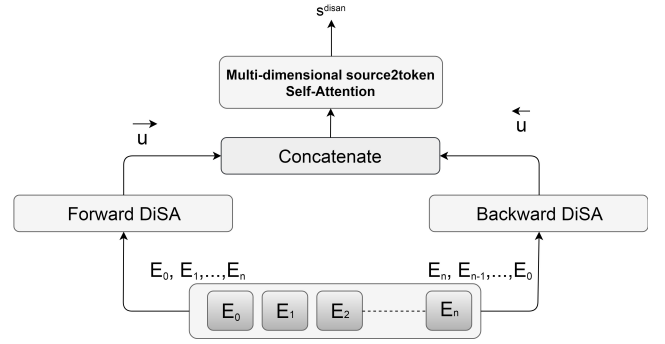 s^disan
Multi-dimensional source2token
Self-Attention
u
u
Concatenate
Forward DiSA
Backward DiSA
E₀, E₁,...,Eₙ
Eₙ, Eₙ₋₁,...,E₀
E₀ E₁ E₂ Eₙ